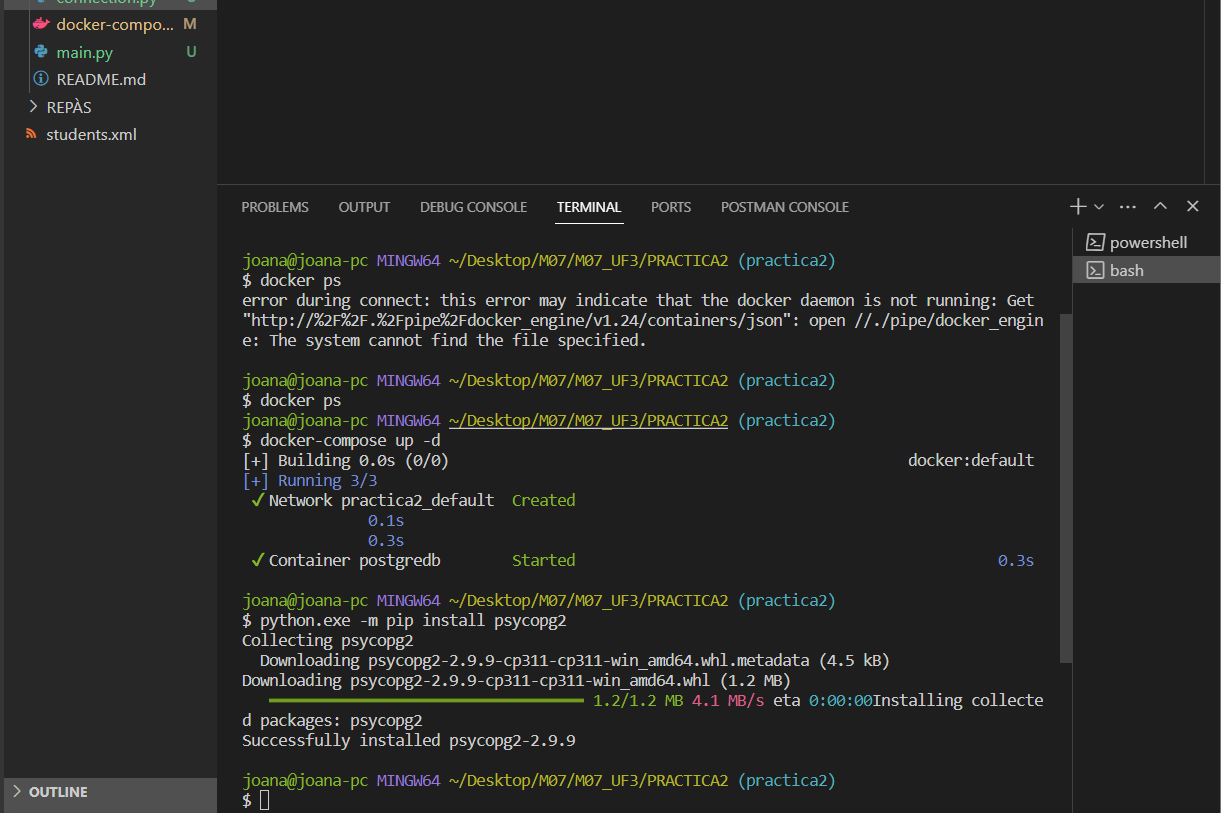 connection.py
docker-compo... M
main.py U
README.md
REPÀS
students.xml
OUTLINE
PROBLEMS OUTPUT DEBUG CONSOLE TERMINAL PORTS POSTMAN CONSOLE
powershell
bash
joana@joana-pc MINGW64 ~/Desktop/M07/M07_UF3/PRACTICA2 (practica2)
$ docker ps
error during connect: this error may indicate that the docker daemon is not running: Get
"http://%2F%2F.%2Fpipe%2Fdocker_engine/v1.24/containers/json": open //./pipe/docker_engin
e: The system cannot find the file specified.
joana@joana-pc MINGW64 ~/Desktop/M07/M07_UF3/PRACTICA2 (practica2)
$ docker ps
joana@joana-pc MINGW64 ~/Desktop/M07/M07_UF3/PRACTICA2 (practica2)
$ docker-compose up -d
[+] Building 0.0s (0/0) docker:default
[+] Running 3/3
✓ Network practica2_default Created
0.1s
0.3s
✓ Container postgredb Started 0.3s
joana@joana-pc MINGW64 ~/Desktop/M07/M07_UF3/PRACTICA2 (practica2)
$ python.exe -m pip install psycopg2
Collecting psycopg2
Downloading psycopg2-2.9.9-cp311-cp311-win_amd64.whl.metadata (4.5 kB)
Downloading psycopg2-2.9.9-cp311-cp311-win_amd64.whl (1.2 MB)
1.2/1.2 MB 4.1 MB/s eta 0:00:00Installing collecte
d packages: psycopg2
Successfully installed psycopg2-2.9.9
joana@joana-pc MINGW64 ~/Desktop/M07/M07_UF3/PRACTICA2 (practica2)
$